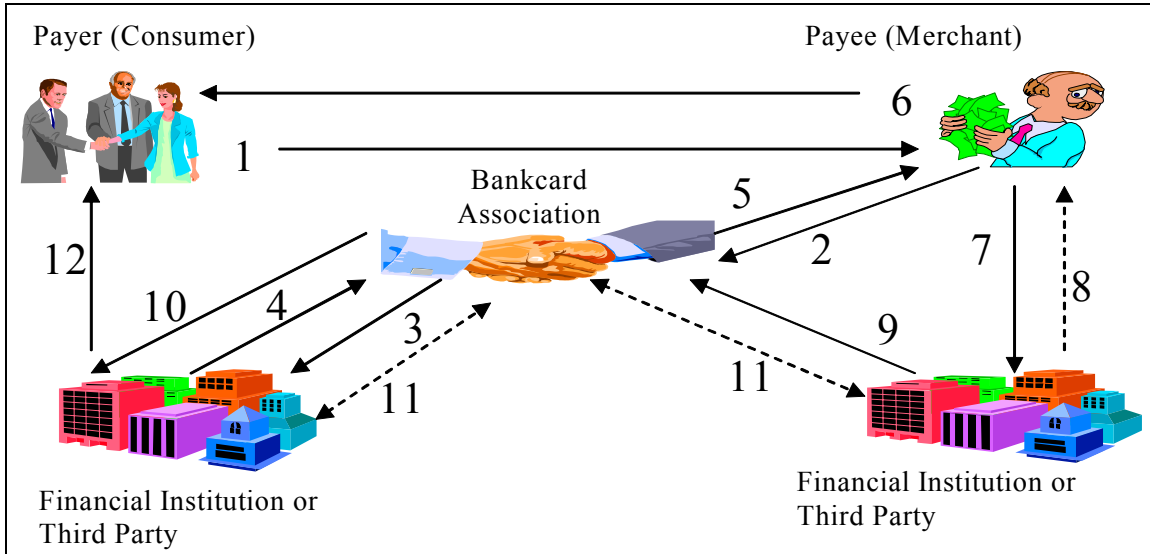 Payer (Consumer)
Payee (Merchant)
6
1
Bankcard
Association
5
2
12
10
4
3
11
7
8
9
11
Financial Institution or
Third Party
Financial Institution or
Third Party